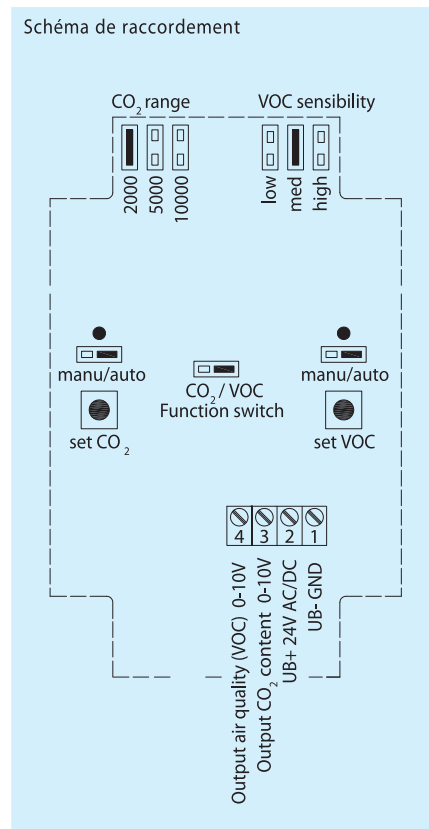 Schéma de raccordement
CO2 range
VOC sensibility
2000
5000
10000
low
med
high
manu/auto
set CO2
CO2 / VOC
Function switch
manu/auto
set VOC
4 3 2 1
Output air quality (VOC) 0-10V
Output CO2 content 0-10V
UB+ 24V AC/DC
UB- GND